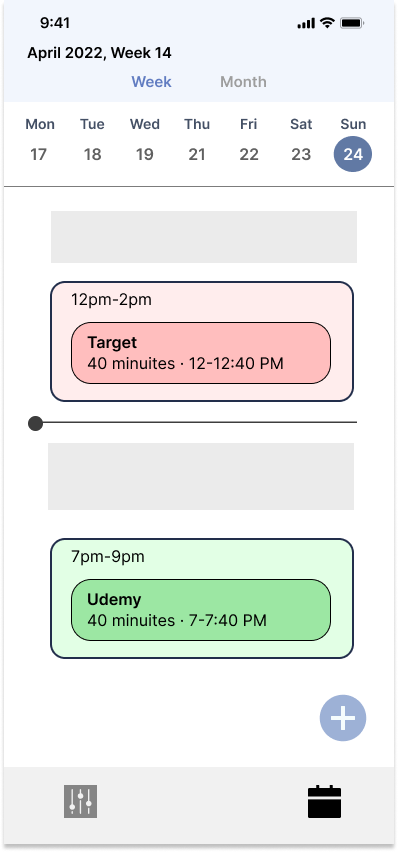 9:41
April 2022, Week 14
Week Month
Mon Tue Wed Thu Fri Sat Sun
17 18 19 21 22 23 24
12pm-2pm
Target
40 minuites · 12-12:40 PM
7pm-9pm
Udemy
40 minuites · 7-7:40 PM